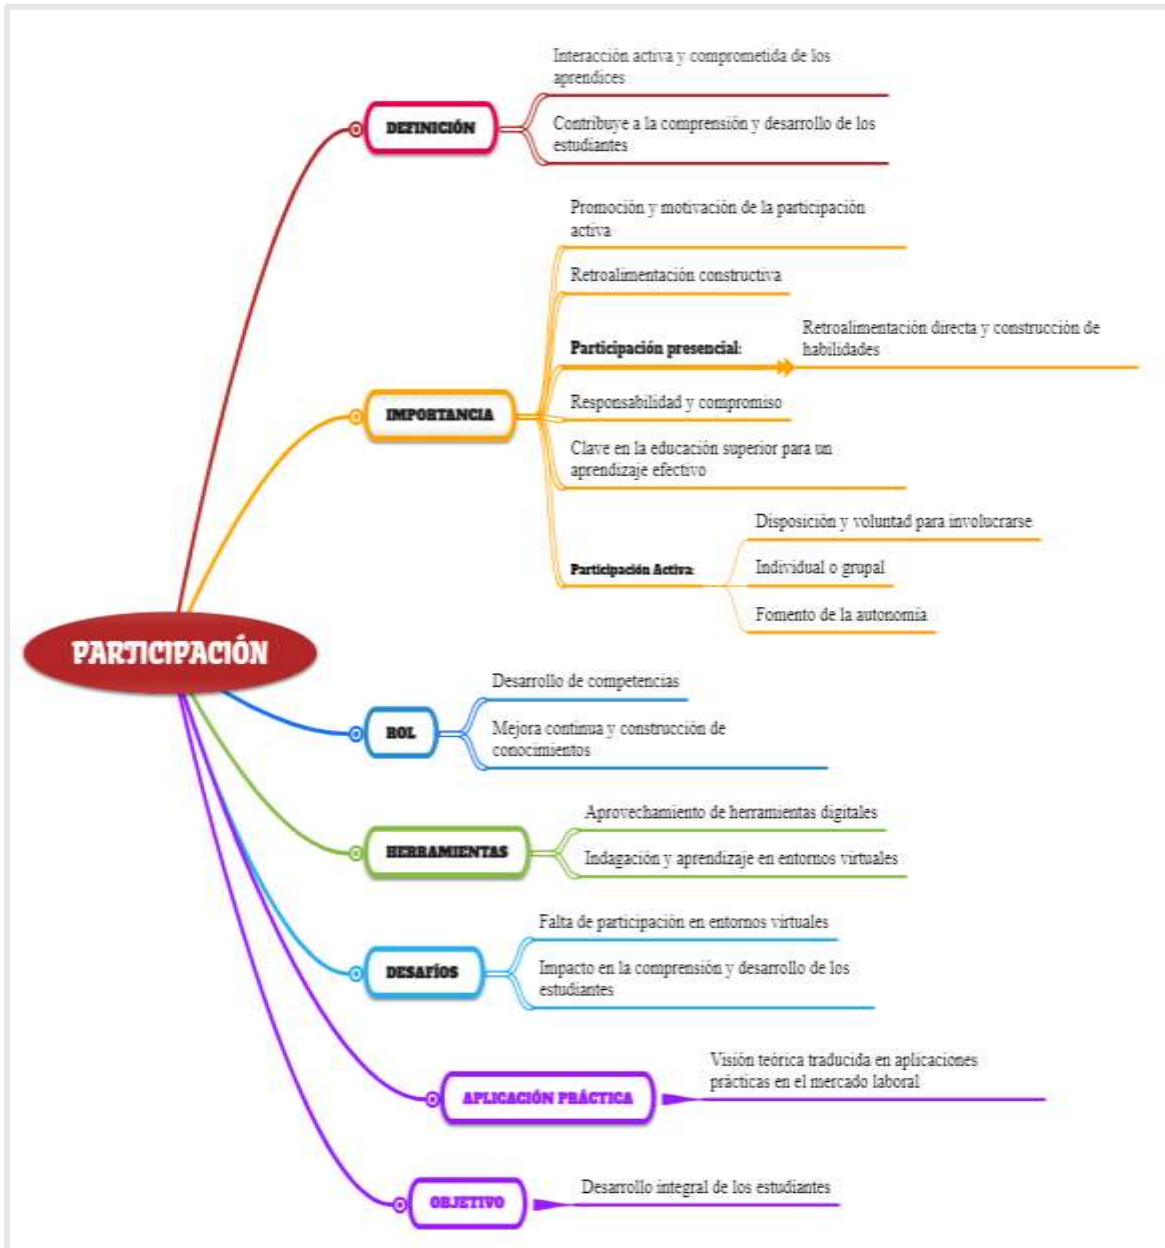 Interacción activa y comprometida de los
aprendices
DEFINICIÓN
Contribuye a la comprensión y desarrollo de los
estudiantes
Promoción y motivación de la participación
activa
Retroalimentación constructiva
Participación presencial:
Retroalimentación directa y construcción de
habilidades
IMPORTANCIA
Responsabilidad y compromiso
Clave en la educación superior para un
aprendizaje efectivo
Participación Activa:
Disposición y voluntad para involucrarse
Individual o grupal
Fomento de la autonomía
PARTICIPACIÓN
ROL
Desarrollo de competencias
Mejora continua y construcción de
conocimientos
HERRAMIENTAS
Aprovechamiento de herramientas digitales
Indagación y aprendizaje en entornos virtuales
DESAFÍOS
Falta de participación en entornos virtuales
Impacto en la comprensión y desarrollo de los
estudiantes
APLICACIÓN PRÁCTICA
Visión teórica traducida en aplicaciones
prácticas en el mercado laboral
OBJETIVO
Desarrollo integral de los estudiantes